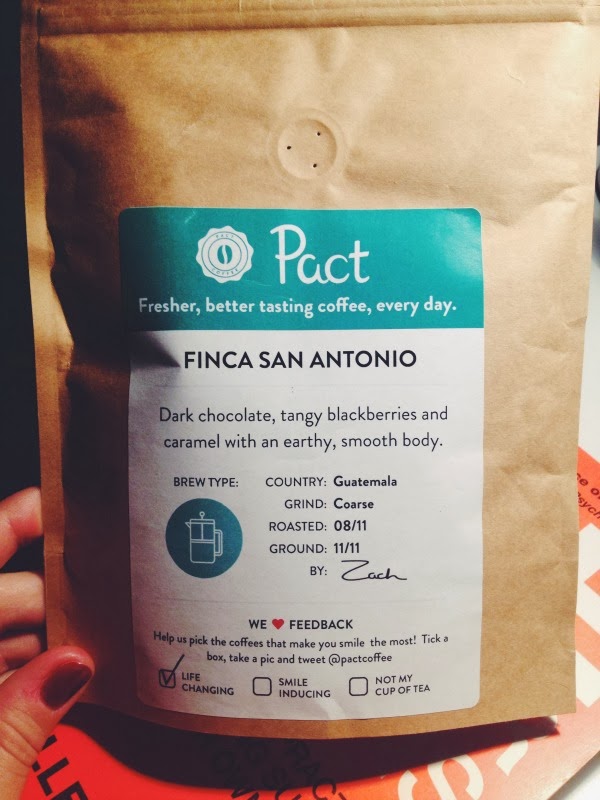 PACT
COFFEE
Pact
Fresher, better tasting coffee, every day.
FINCA SAN ANTONIO
Dark chocolate, tangy blackberries and
caramel with an earthy, smooth body.
BREW TYPE:
COUNTRY: Guatemala
GRIND: Coarse
ROASTED: 08/11
GROUND: 11/11
BY: Zach
WE ❤ FEEDBACK
Help us pick the coffees that make you smile the most! Tick a
box, take a pic and tweet @pactcoffee
LIFE
CHANGING
SMILE
INDUCING
NOT MY
CUP OF TEA